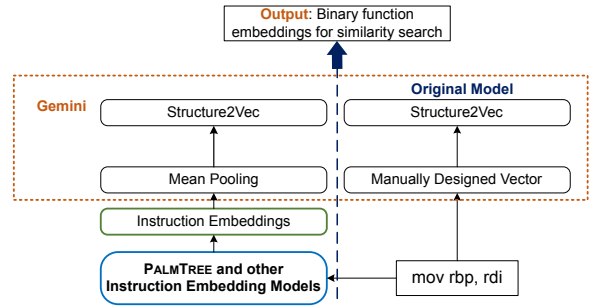 Output: Binary function
embeddings for similarity search
Original Model
Gemini
Structure2Vec
Structure2Vec
Mean Pooling
Manually Designed Vector
Instruction Embeddings
PALMTREE and other
Instruction Embedding Models
mov rbp, rdi